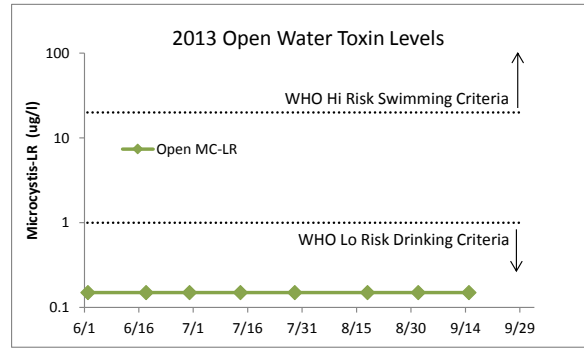 2013 Open Water Toxin Levels
100
WHO Hi Risk Swimming Criteria
10
Open MC-LR
Microcystis-LR (ug/l)
1
WHO Lo Risk Drinking Criteria
0.1
6/1 6/16 7/1 7/16 7/31 8/15 8/30 9/14 9/29